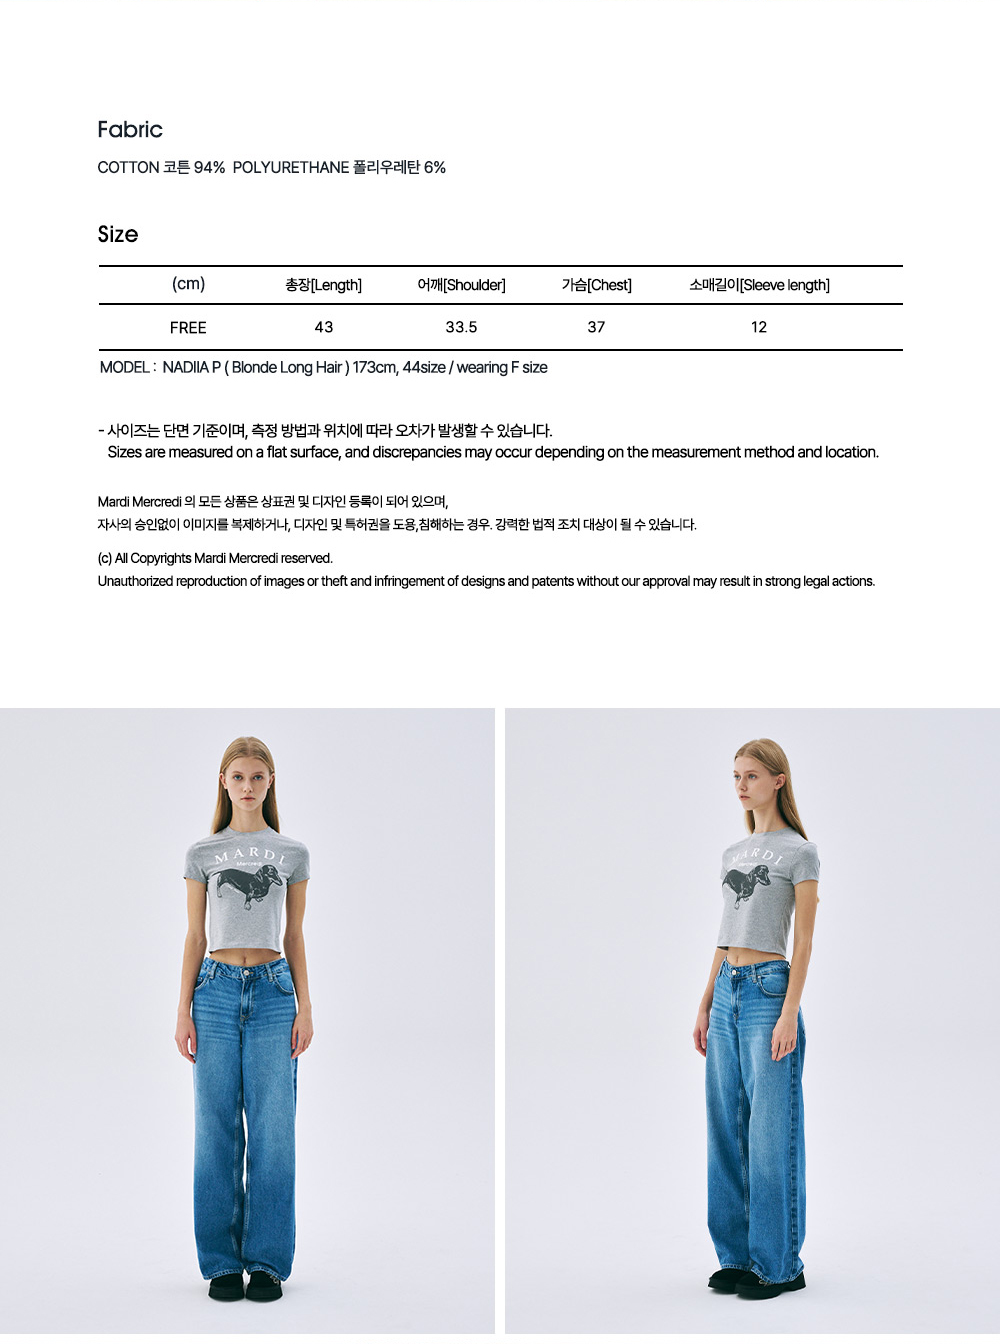 Fabric
COTTON 코튼 94% POLYURETHANE 폴리우레탄 6%
Size
(cm) 총장[Length] 어깨[Shoulder] 가슴[Chest] 소매길이[Sleeve length]
FREE 43 33.5 37 12
MODEL : NADIIA P ( Blonde Long Hair ) 173cm, 44size / wearing F size
- 사이즈는 단면 기준이며, 측정 방법과 위치에 따라 오차가 발생할 수 있습니다.
Sizes are measured on a flat surface, and discrepancies may occur depending on the measurement method and location.
Mardi Mercredi 의 모든 상품은 상표권 및 디자인 등록이 되어 있으며,
자사의 승인없이 이미지를 복제하거나, 디자인 및 특허권을 도용,침해하는 경우. 강력한 법적 조치 대상이 될 수 있습니다.
(c) All Copyrights Mardi Mercredi reserved.
Unauthorized reproduction of images or theft and infringement of designs and patents without our approval may result in strong legal actions.
MARDI
Mercredi
MARDI
Mercredi